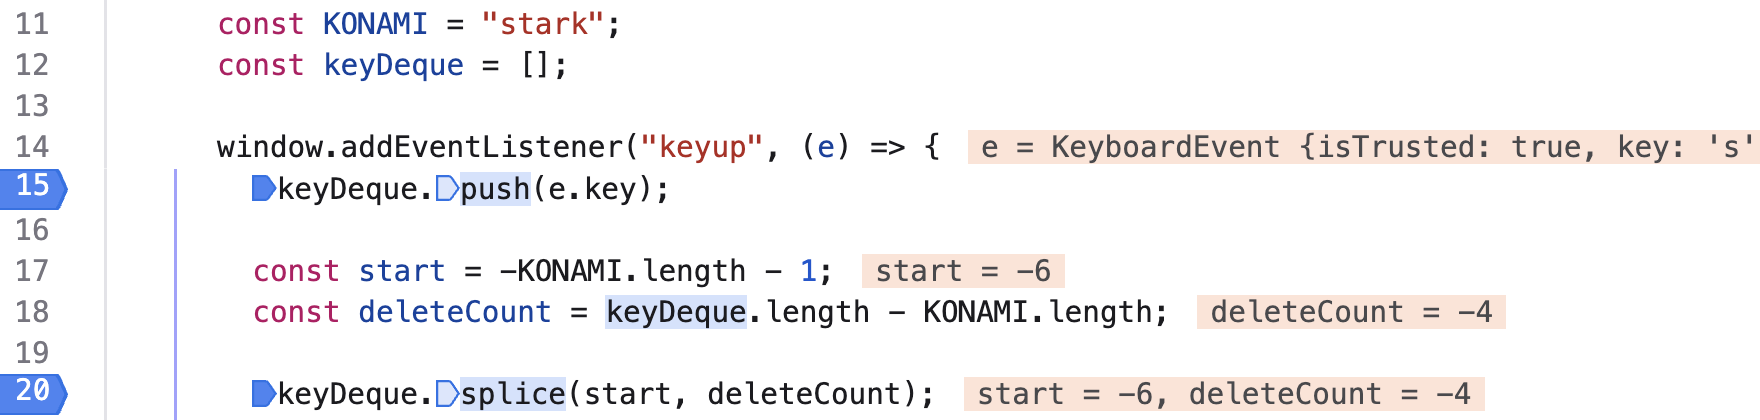 11 const KONAMI = "stark";
12 const keyDeque = [];
13
14 window.addEventListener("keyup", (e) => { e = KeyboardEvent {isTrusted: true, key: 's'
15 keyDeque.push(e.key);
16
17 const start = -KONAMI.length - 1; start = -6
18 const deleteCount = keyDeque.length - KONAMI.length; deleteCount = -4
19
20 keyDeque.splice(start, deleteCount); start = -6, deleteCount = -4